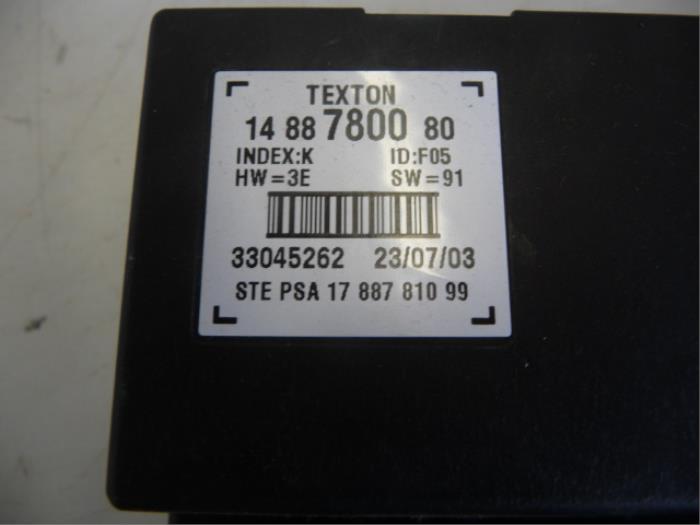 TEXTON
14 88 7800 80
INDEX:K ID:F05
HW=3E SW=91
33045262 23/07/03
STE PSA 17 887 810 99